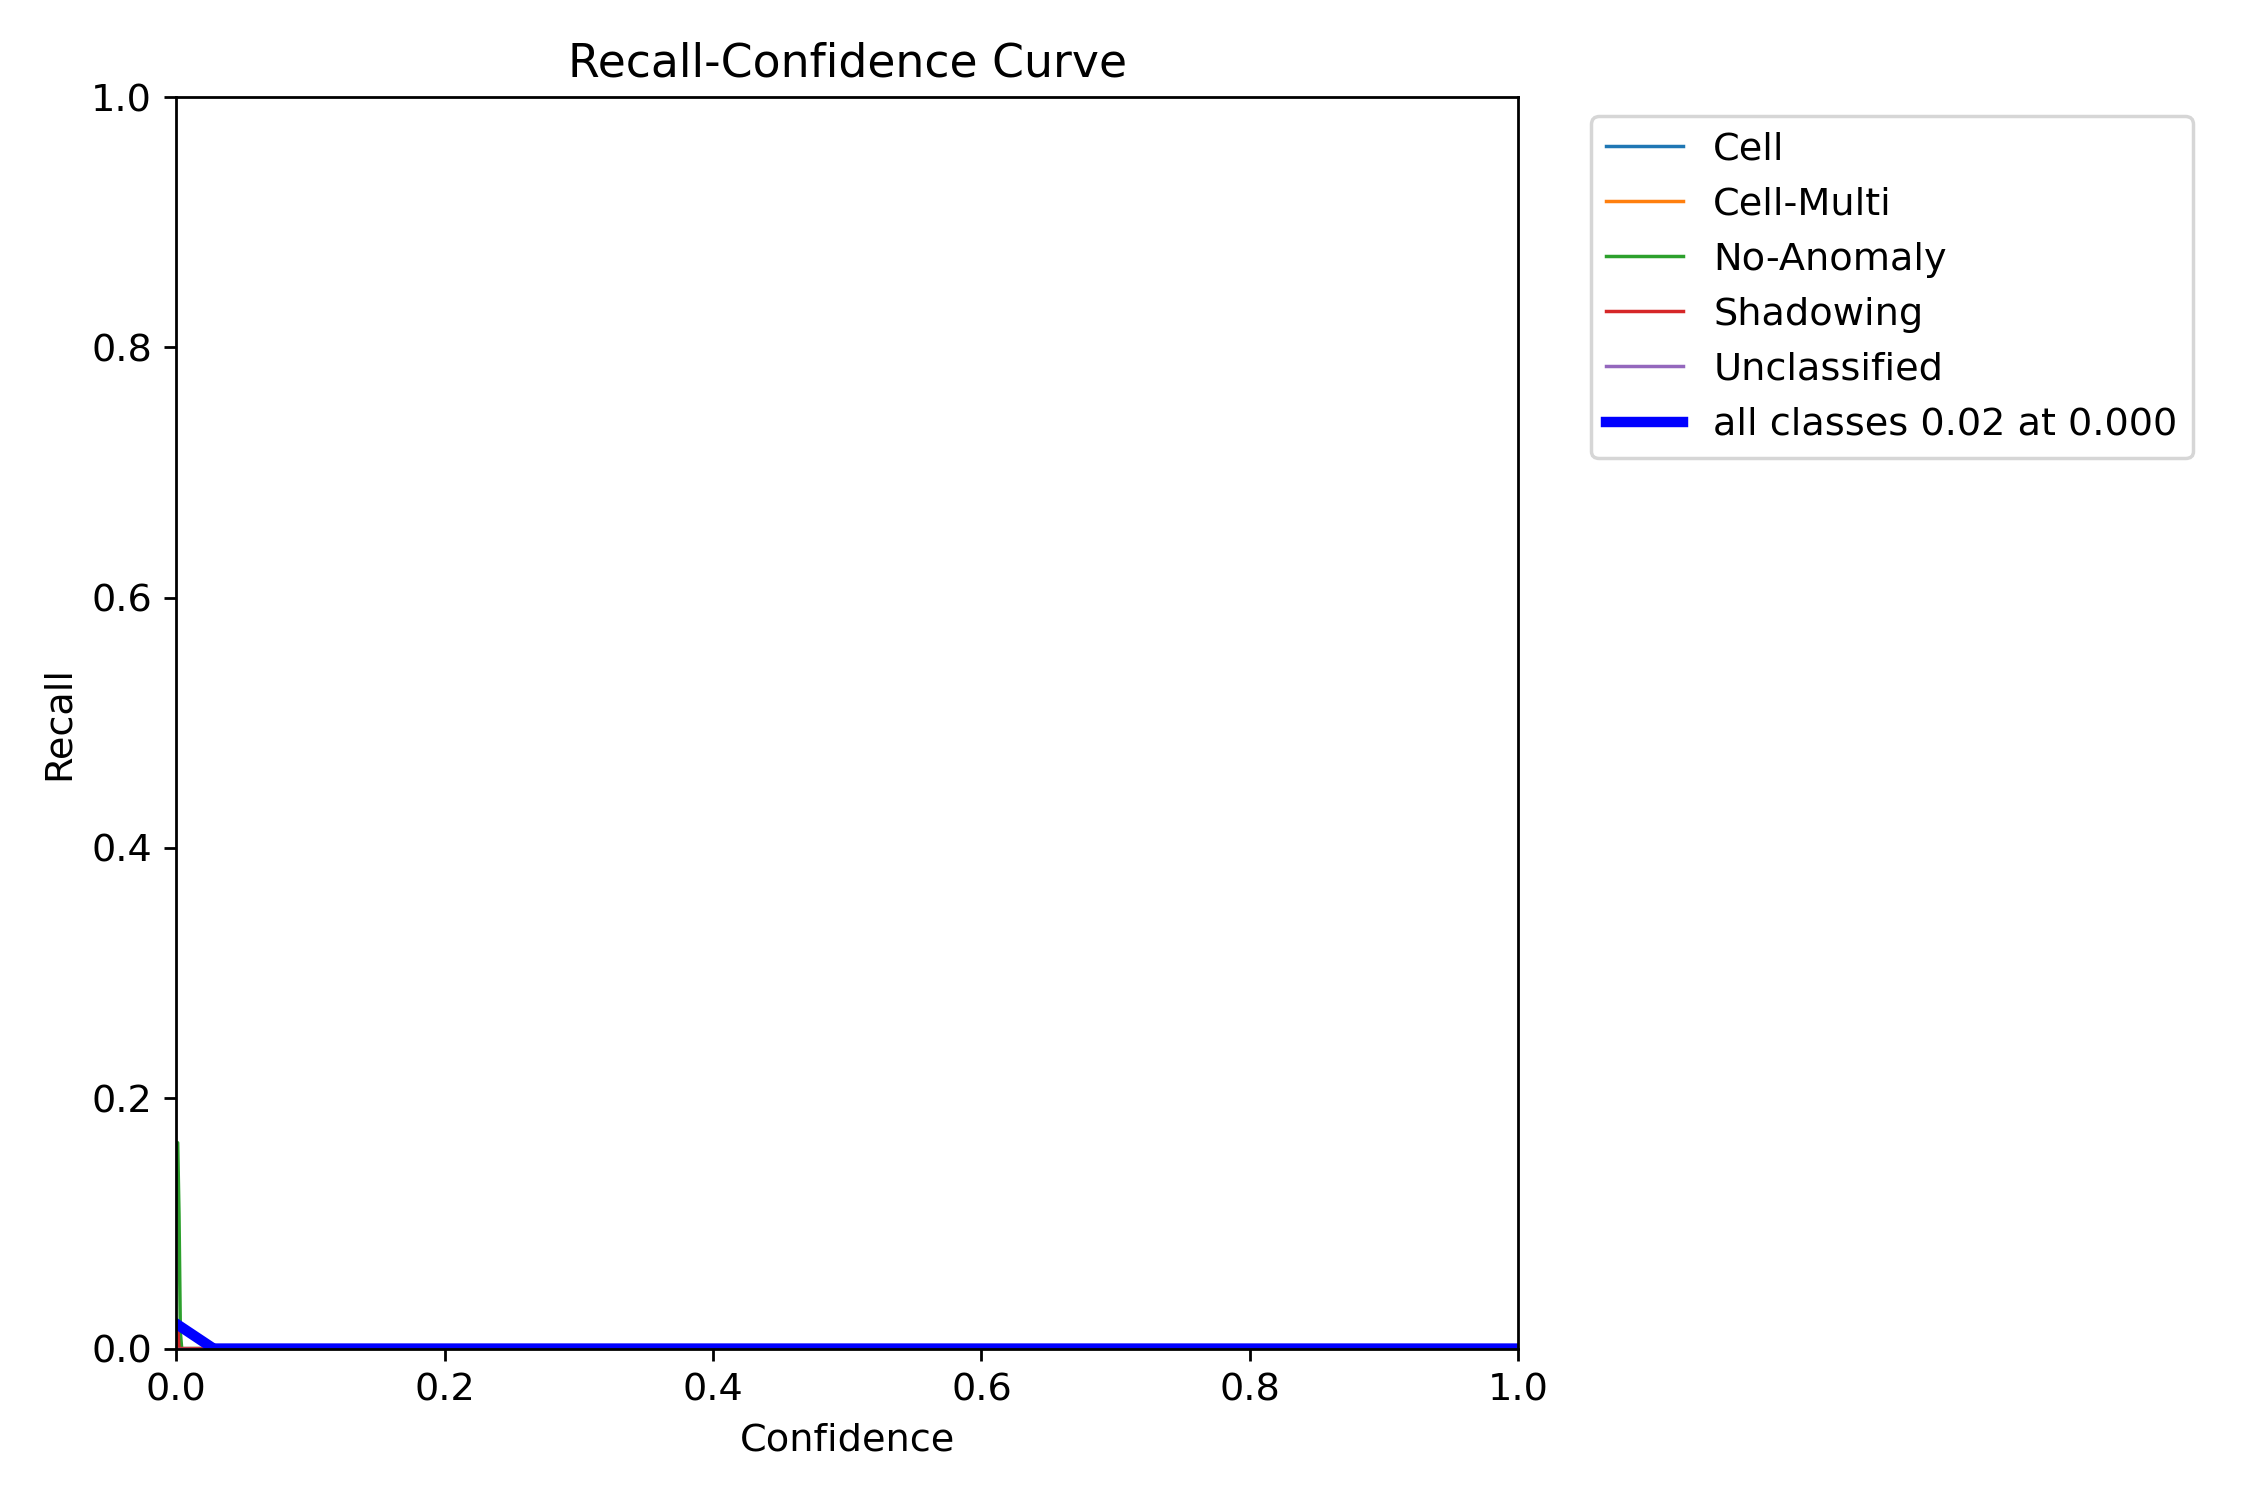 Recall-Confidence Curve
1.0
0.8
0.6
0.4
0.2
0.0
Recall
0.0 0.2 0.4 0.6 0.8 1.0
Confidence
Cell
Cell-Multi
No-Anomaly
Shadowing
Unclassified
all classes 0.02 at 0.000